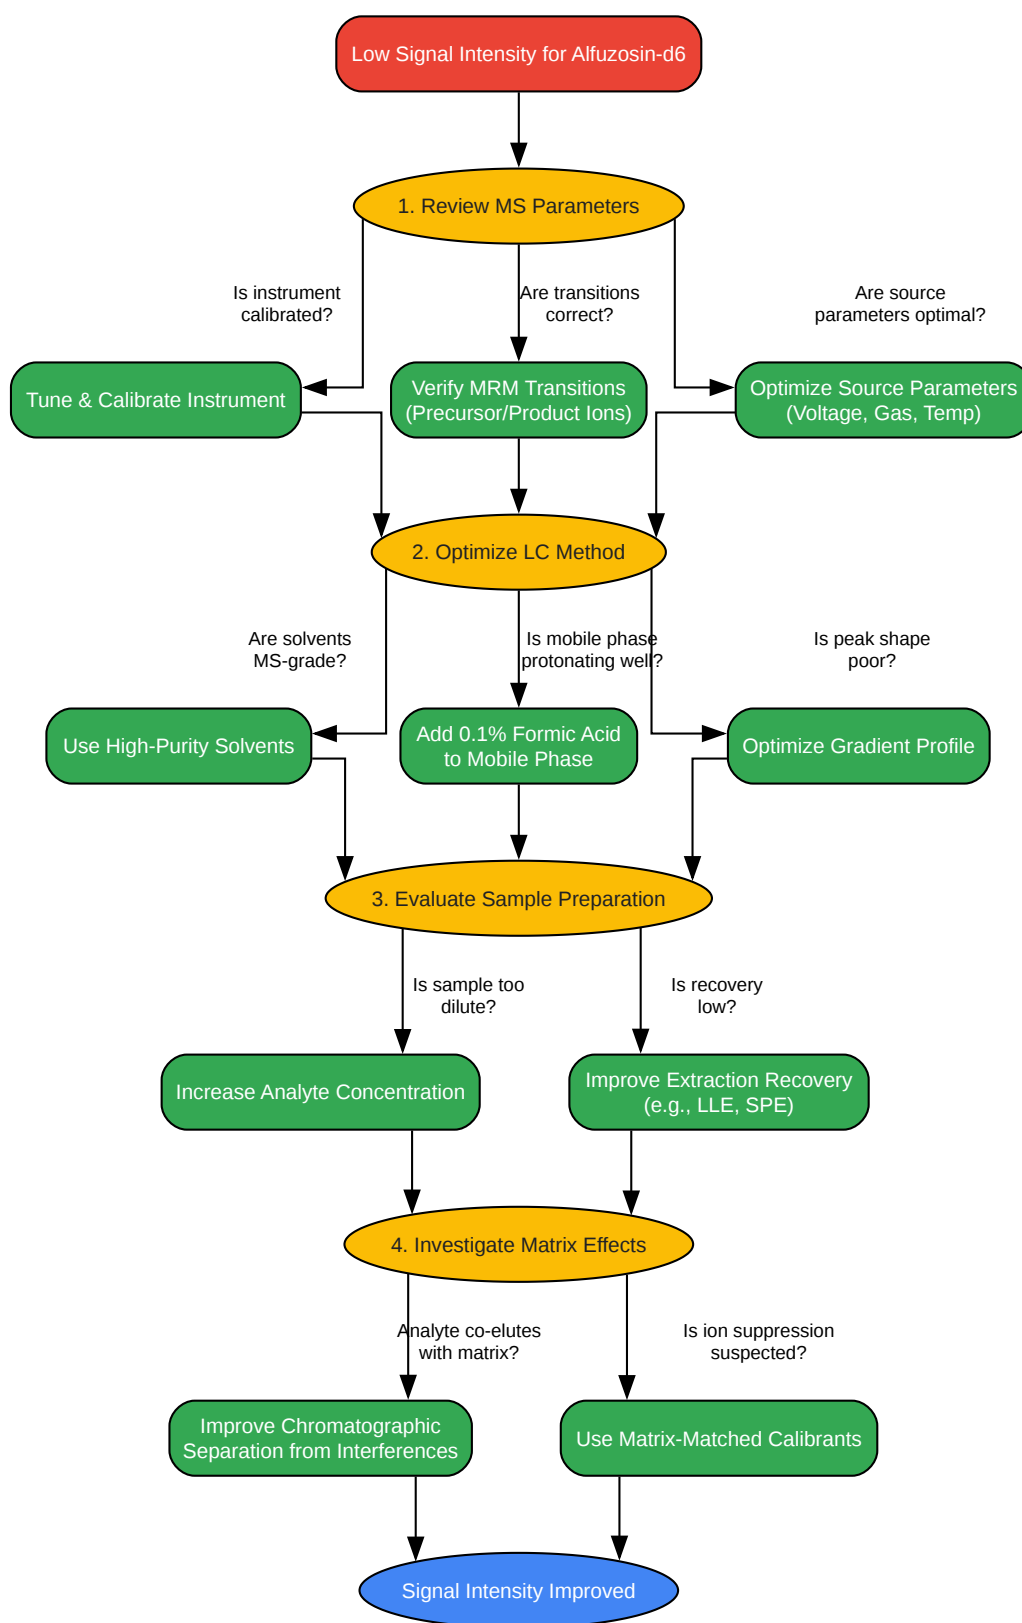 Low Signal Intensity for Alfuzosin-d6
1. Review MS Parameters
Is instrument
calibrated?
Are transitions
correct?
Are source
parameters optimal?
Tune & Calibrate Instrument
Verify MRM Transitions
(Precursor/Product Ions)
Optimize Source Parameters
(Voltage, Gas, Temp)
2. Optimize LC Method
Are solvents
MS-grade?
Is mobile phase
protonating well?
Is peak shape
poor?
Use High-Purity Solvents
Add 0.1% Formic Acid
to Mobile Phase
Optimize Gradient Profile
3. Evaluate Sample Preparation
Is sample too
dilute?
Is recovery
low?
Increase Analyte Concentration
Improve Extraction Recovery
(e.g., LLE, SPE)
4. Investigate Matrix Effects
Analyte co-elutes
with matrix?
Is ion suppression
suspected?
Improve Chromatographic
Separation from Interferences
Use Matrix-Matched Calibrants
Signal Intensity Improved